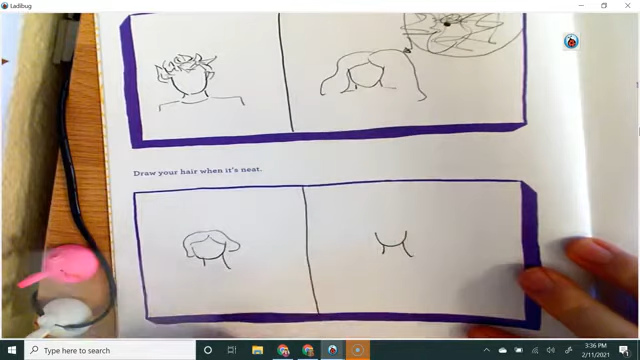 Ladibug
Draw your hair when it's neat.
Type here to search
3:36 PM
2/11/2021